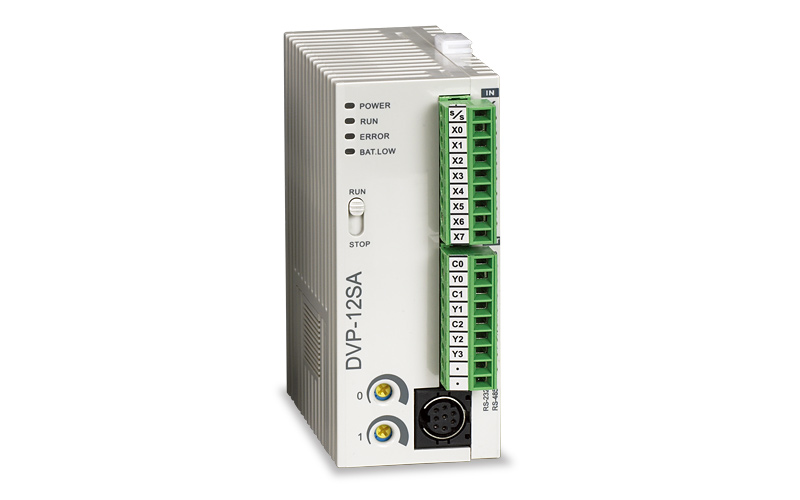 POWER
RUN
ERROR
BAT.LOW
RUN
STOP
DVP-12SA
0
1
IN
S/S
X0
X1
X2
X3
X4
X5
X6
X7
C0
Y0
C1
Y1
C2
Y2
Y3
•
•
RS-232
RS-485